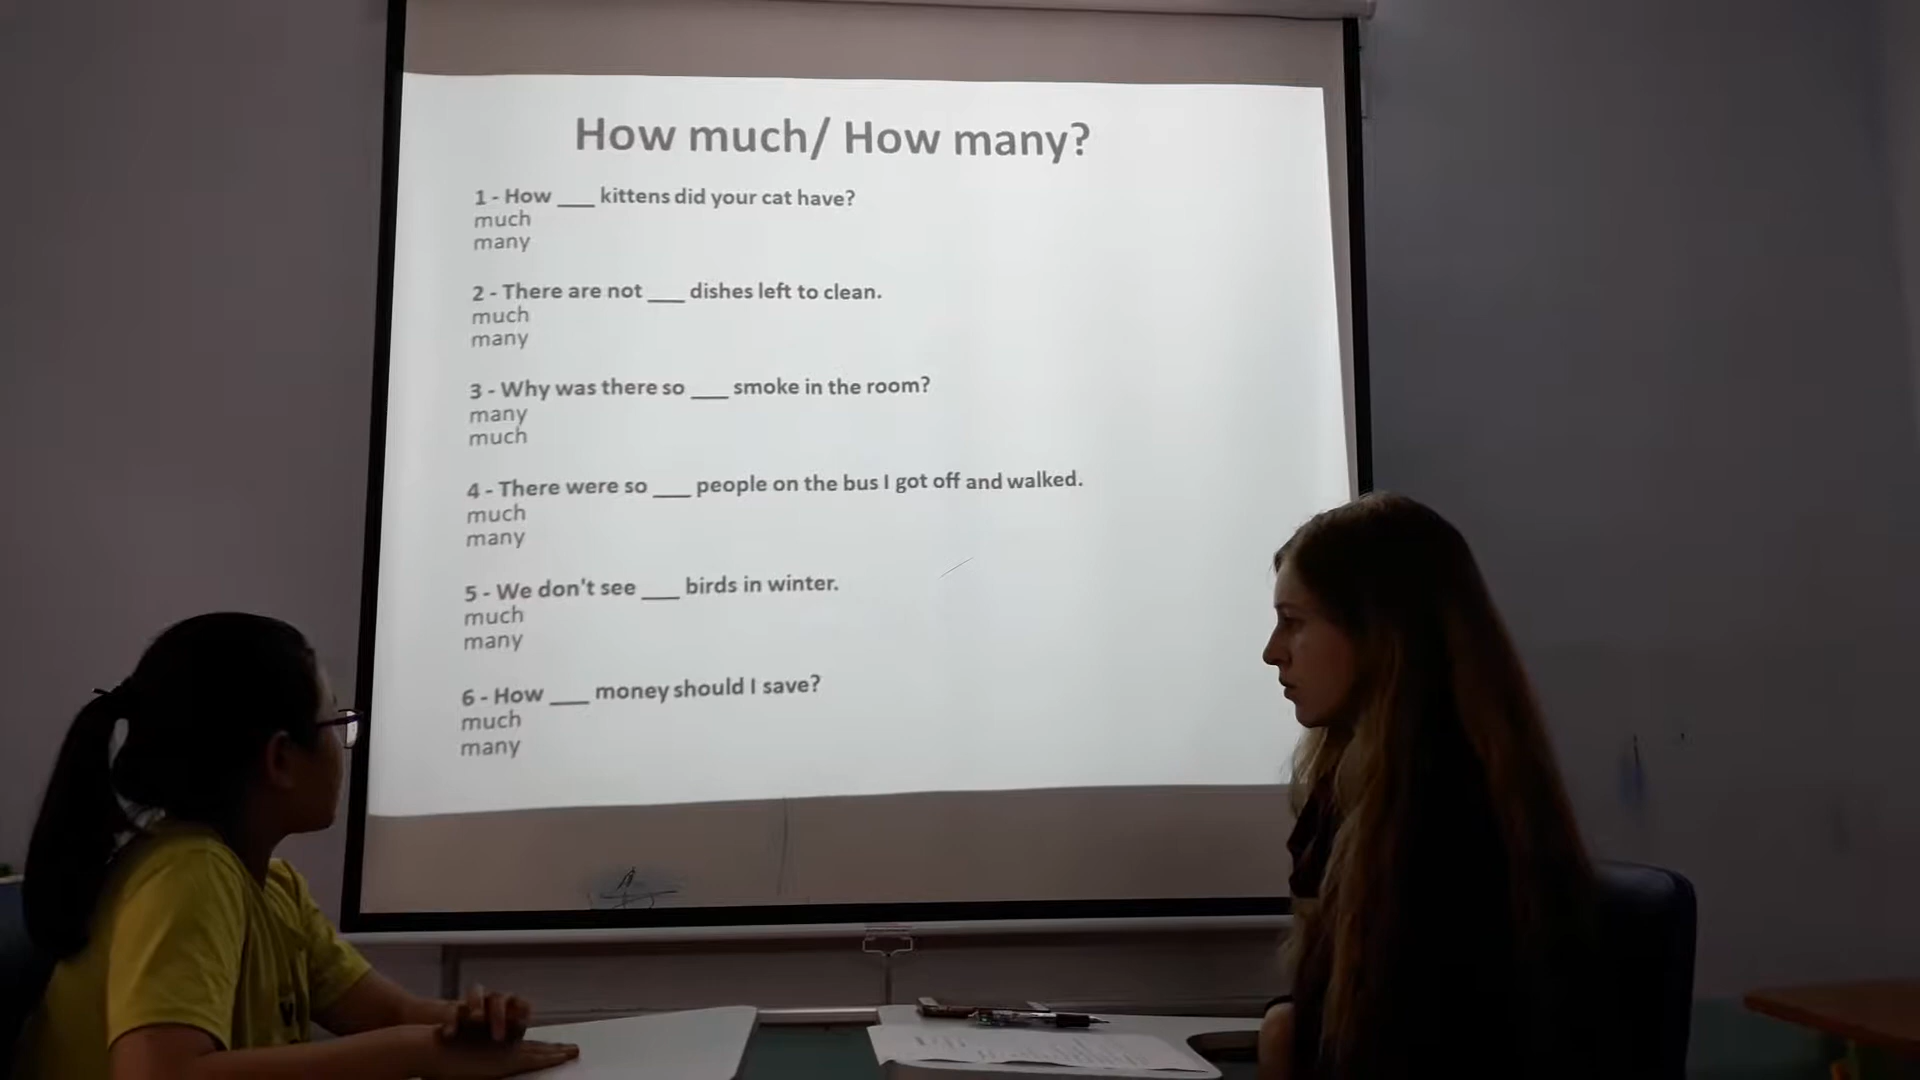 How much/ How many?
1 - How ___ kittens did your cat have?
much
many
2 - There are not ___ dishes left to clean.
much
many
3 - Why was there so ___ smoke in the room?
many
much
4 - There were so ___ people on the bus I got off and walked.
much
many
5 - We don't see ___ birds in winter.
much
many
6 - How ___ money should I save?
much
many